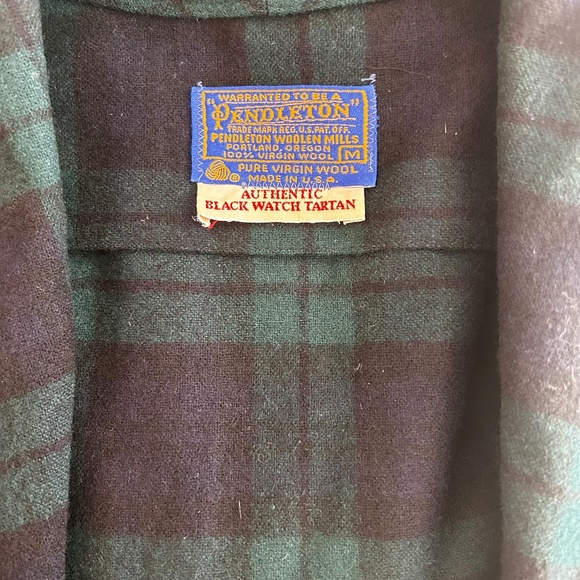 WARRANTED TO BE A
"PENDLETON"
TRADE MARK REG. U.S. PAT. OFF.
PENDLETON WOOLEN MILLS
PORTLAND, OREGON
100% VIRGIN WOOL M
PURE VIRGIN WOOL
MADE IN U.S.A.
AUTHENTIC
BLACK WATCH TARTAN